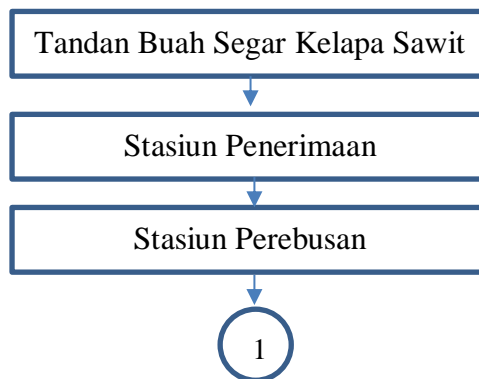 Tandan Buah Segar Kelapa Sawit
Stasiun Penerimaan
Stasiun Perebusan
1